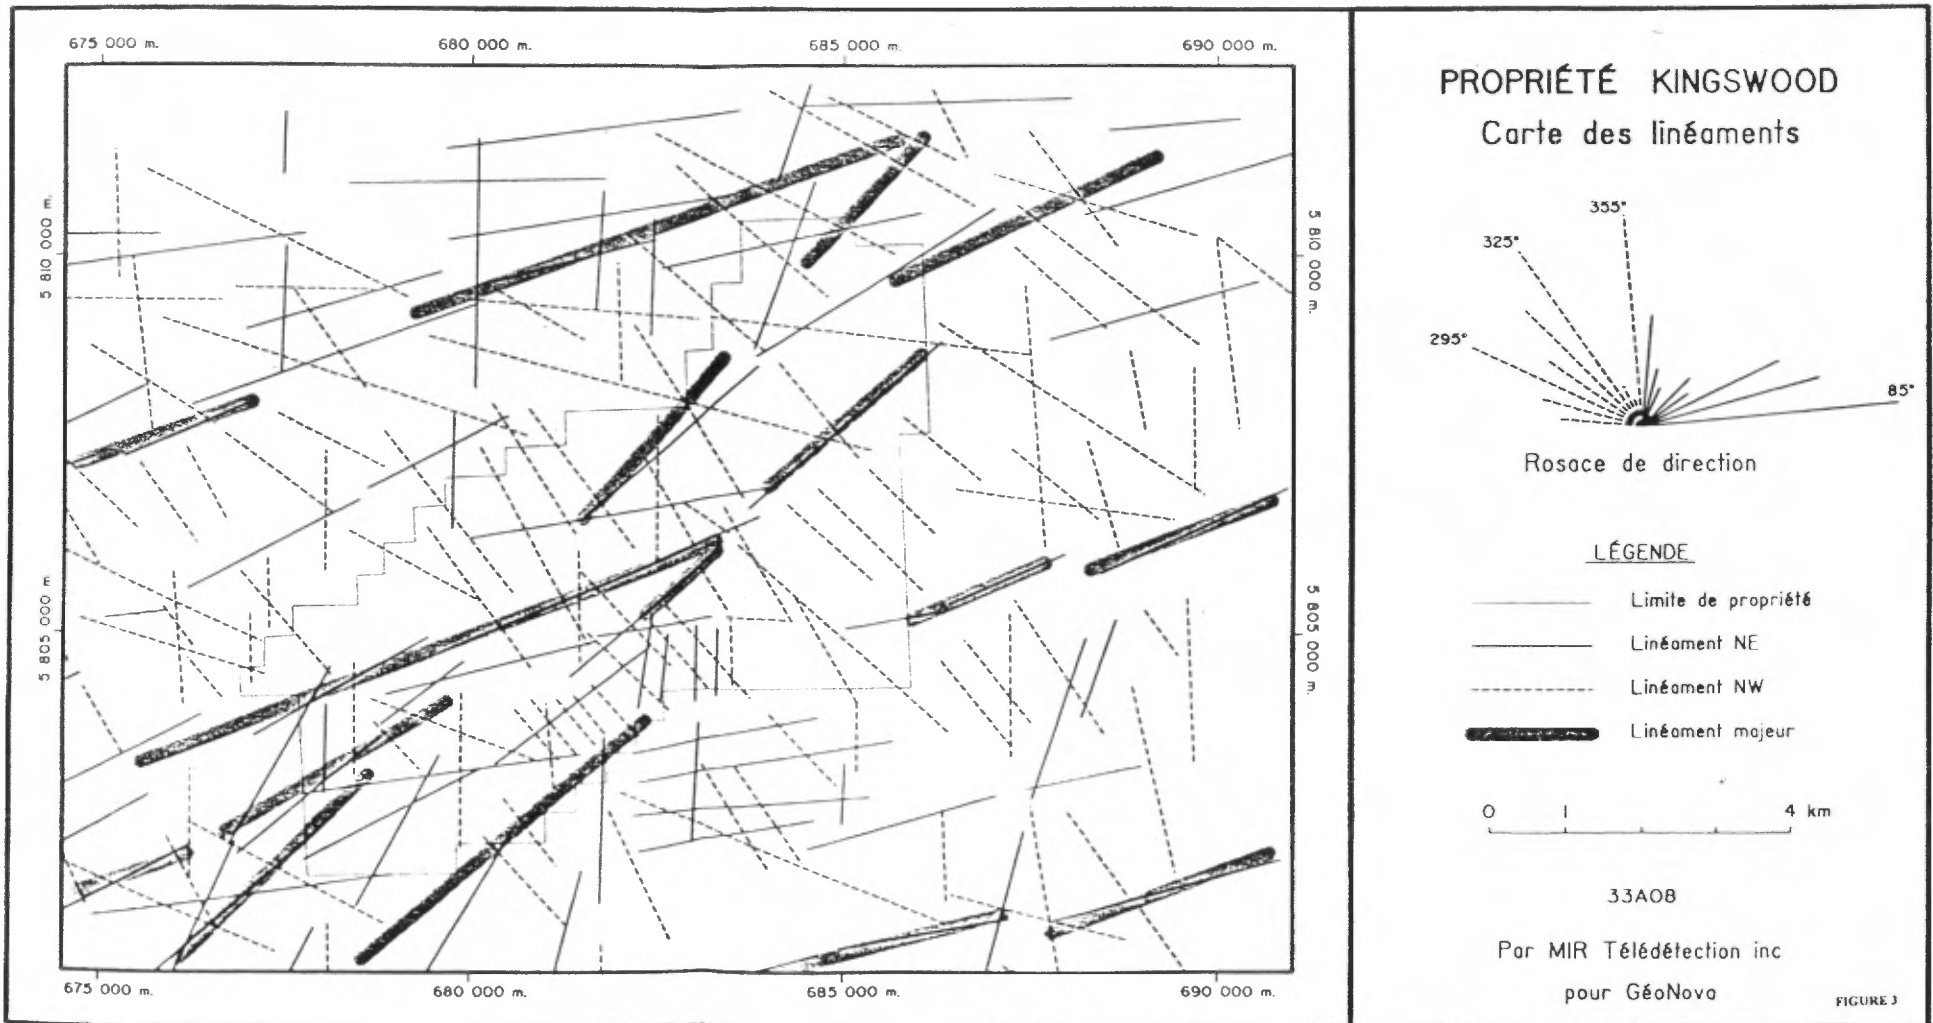 675 000 m.
680 000 m.
685 000 m.
690 000 m.
5 810 000 m.
5 810 000 m.
5 805 000 m
5 805 000 m.
675 000 m.
680 000 m.
685 000 m.
690 000 m.
PROPRIÉTÉ KINGSWOOD
Carte des linéaments
355°
325°
295°
85°
Rosace de direction
LÉGENDE
Limite de propriété
Linéament NE
Linéament NW
Linéament majeur
0 1 4 km
33A08
Par MIR Télédétection inc
pour GéoNova
FIGURE 3